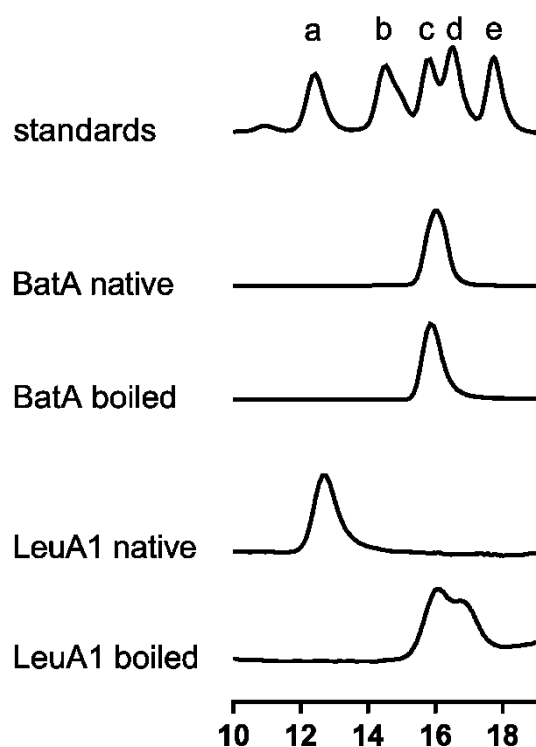 a b c d e
standards
BatA native
BatA boiled
LeuA1 native
LeuA1 boiled
10 12 14 16 18